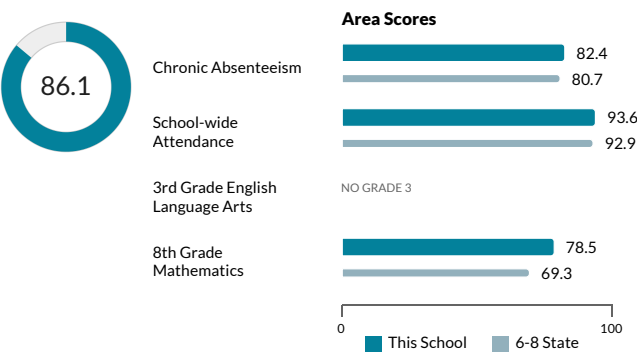 Area Scores
86.1
Chronic Absenteeism
82.4
80.7
School-wide
Attendance
93.6
92.9
3rd Grade English
Language Arts
NO GRADE 3
8th Grade
Mathematics
78.5
69.3
0
100
This School
6-8 State